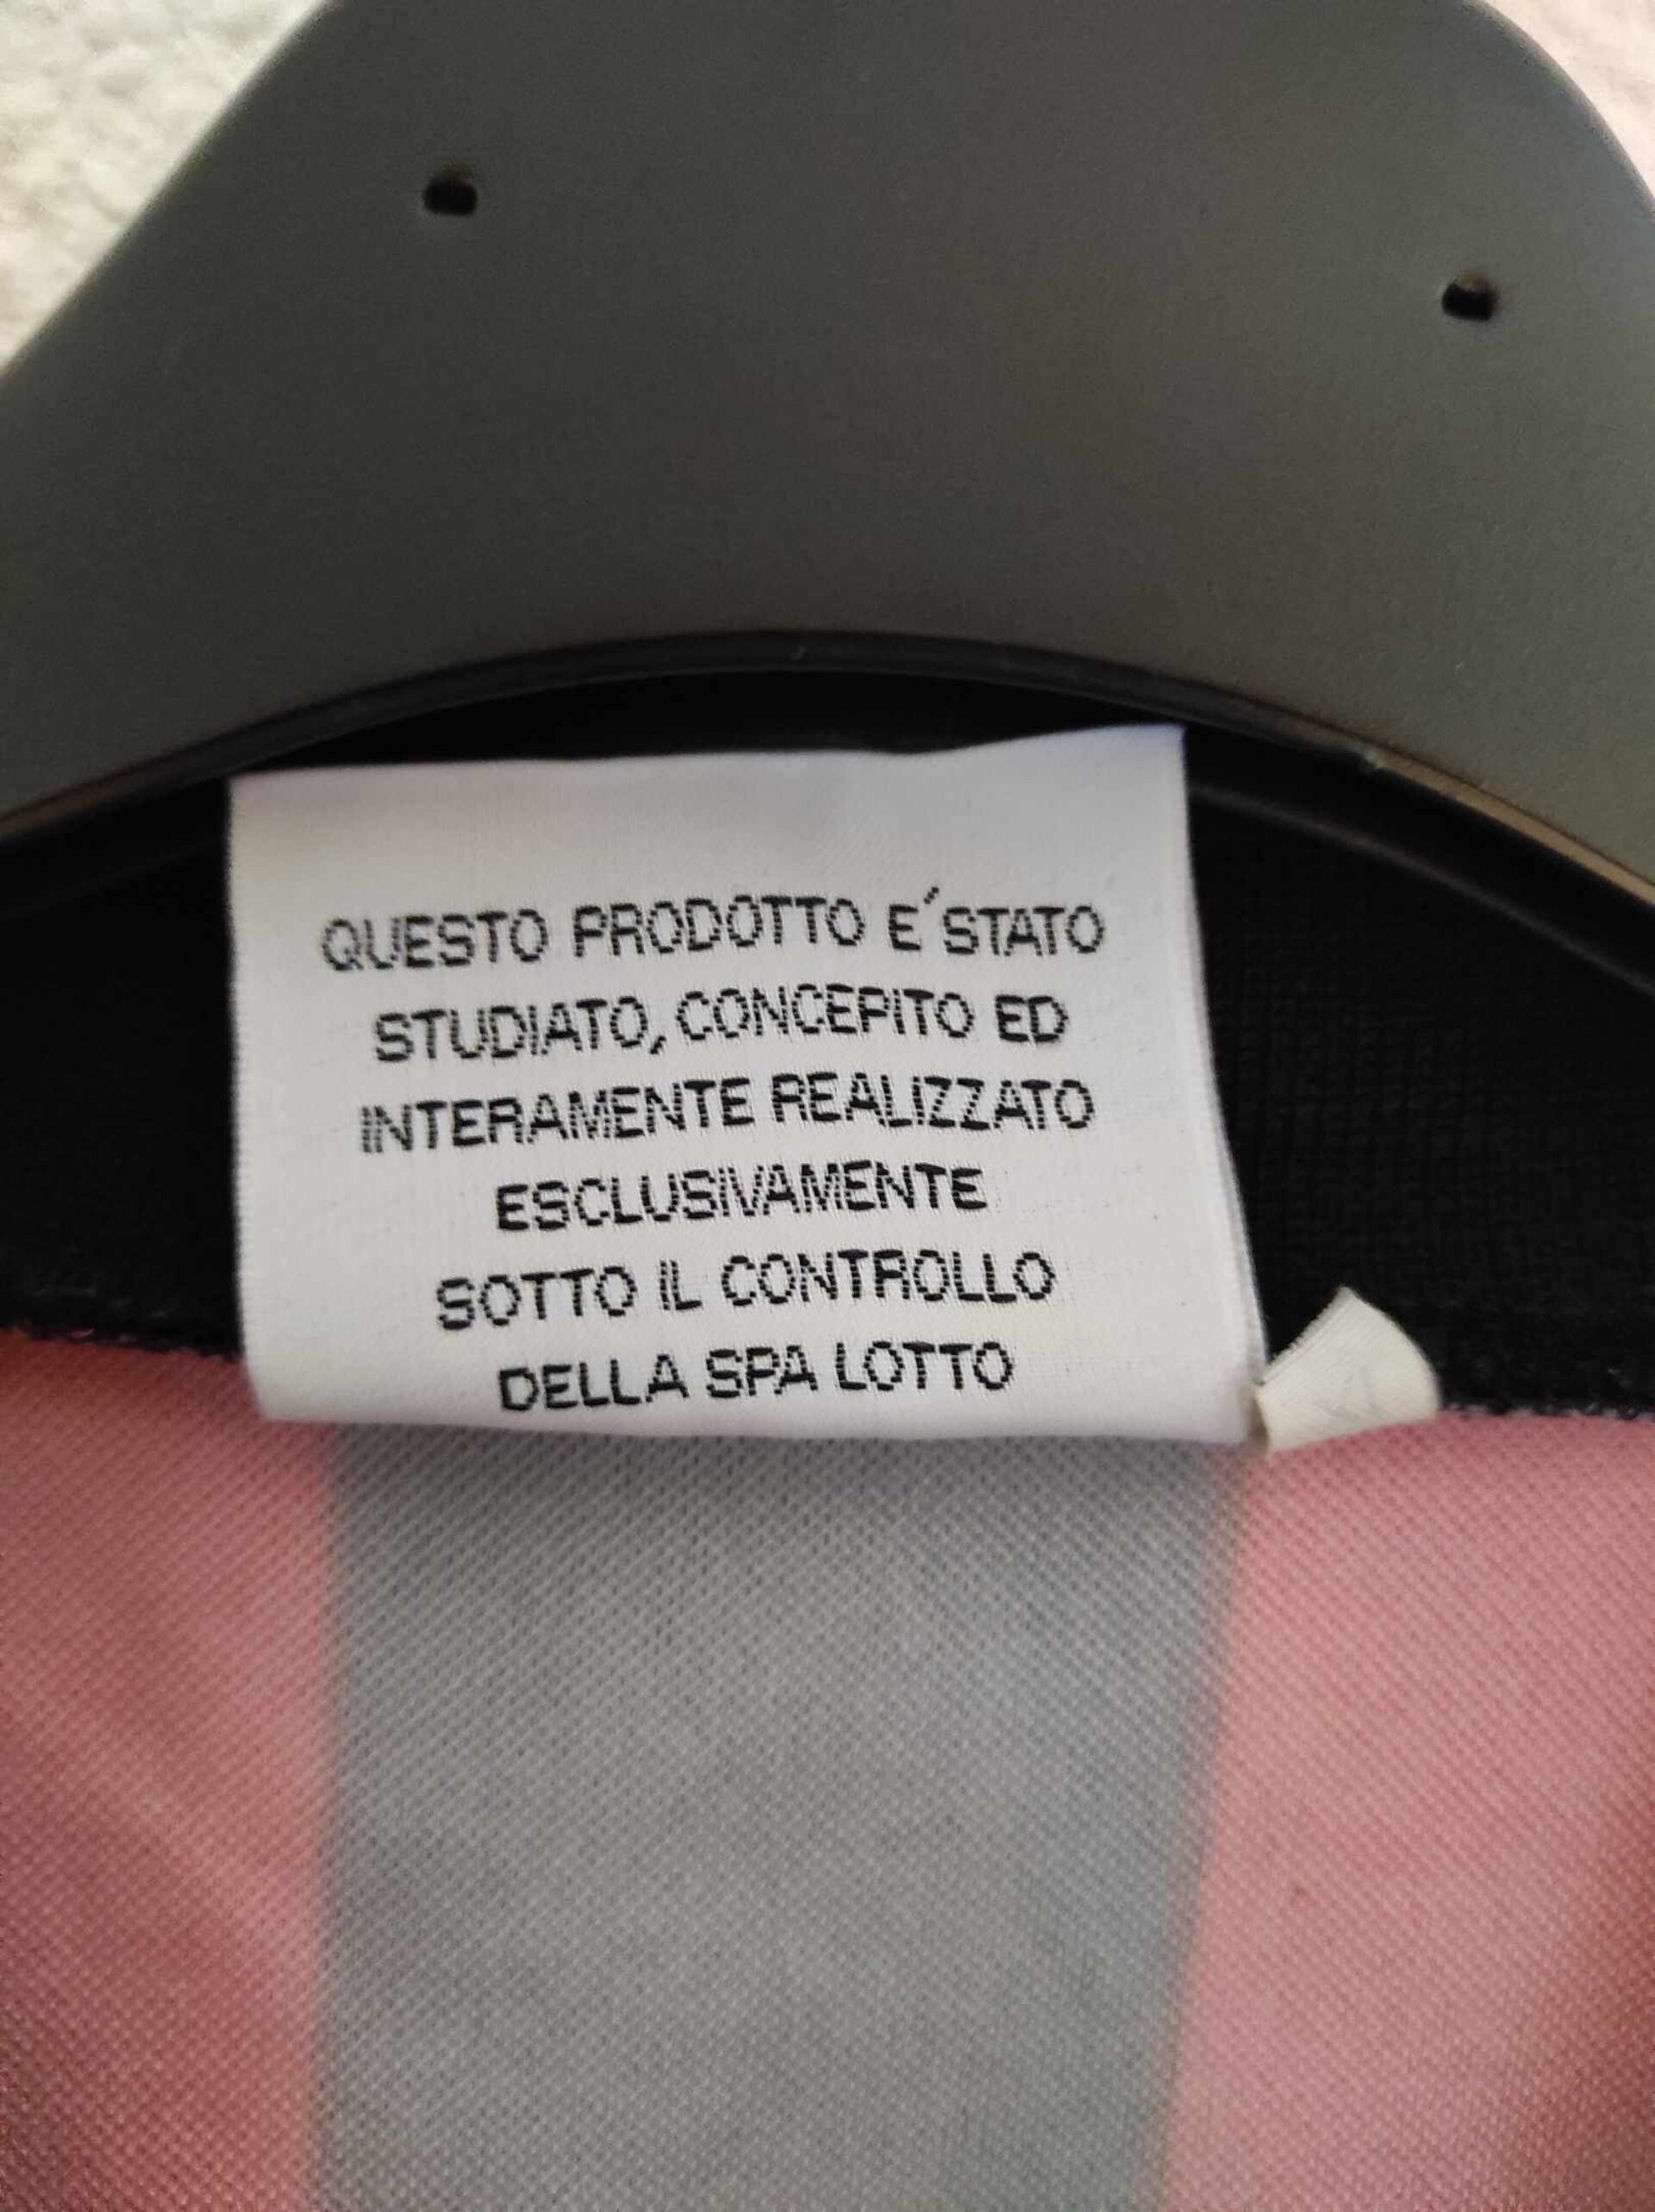 QUESTO PRODOTTO E´STATO
STUDIATO, CONCEPITO ED
INTERAMENTE REALIZZATO
ESCLUSIVAMENTE
SOTTO IL CONTROLLO
DELLA SPA LOTTO